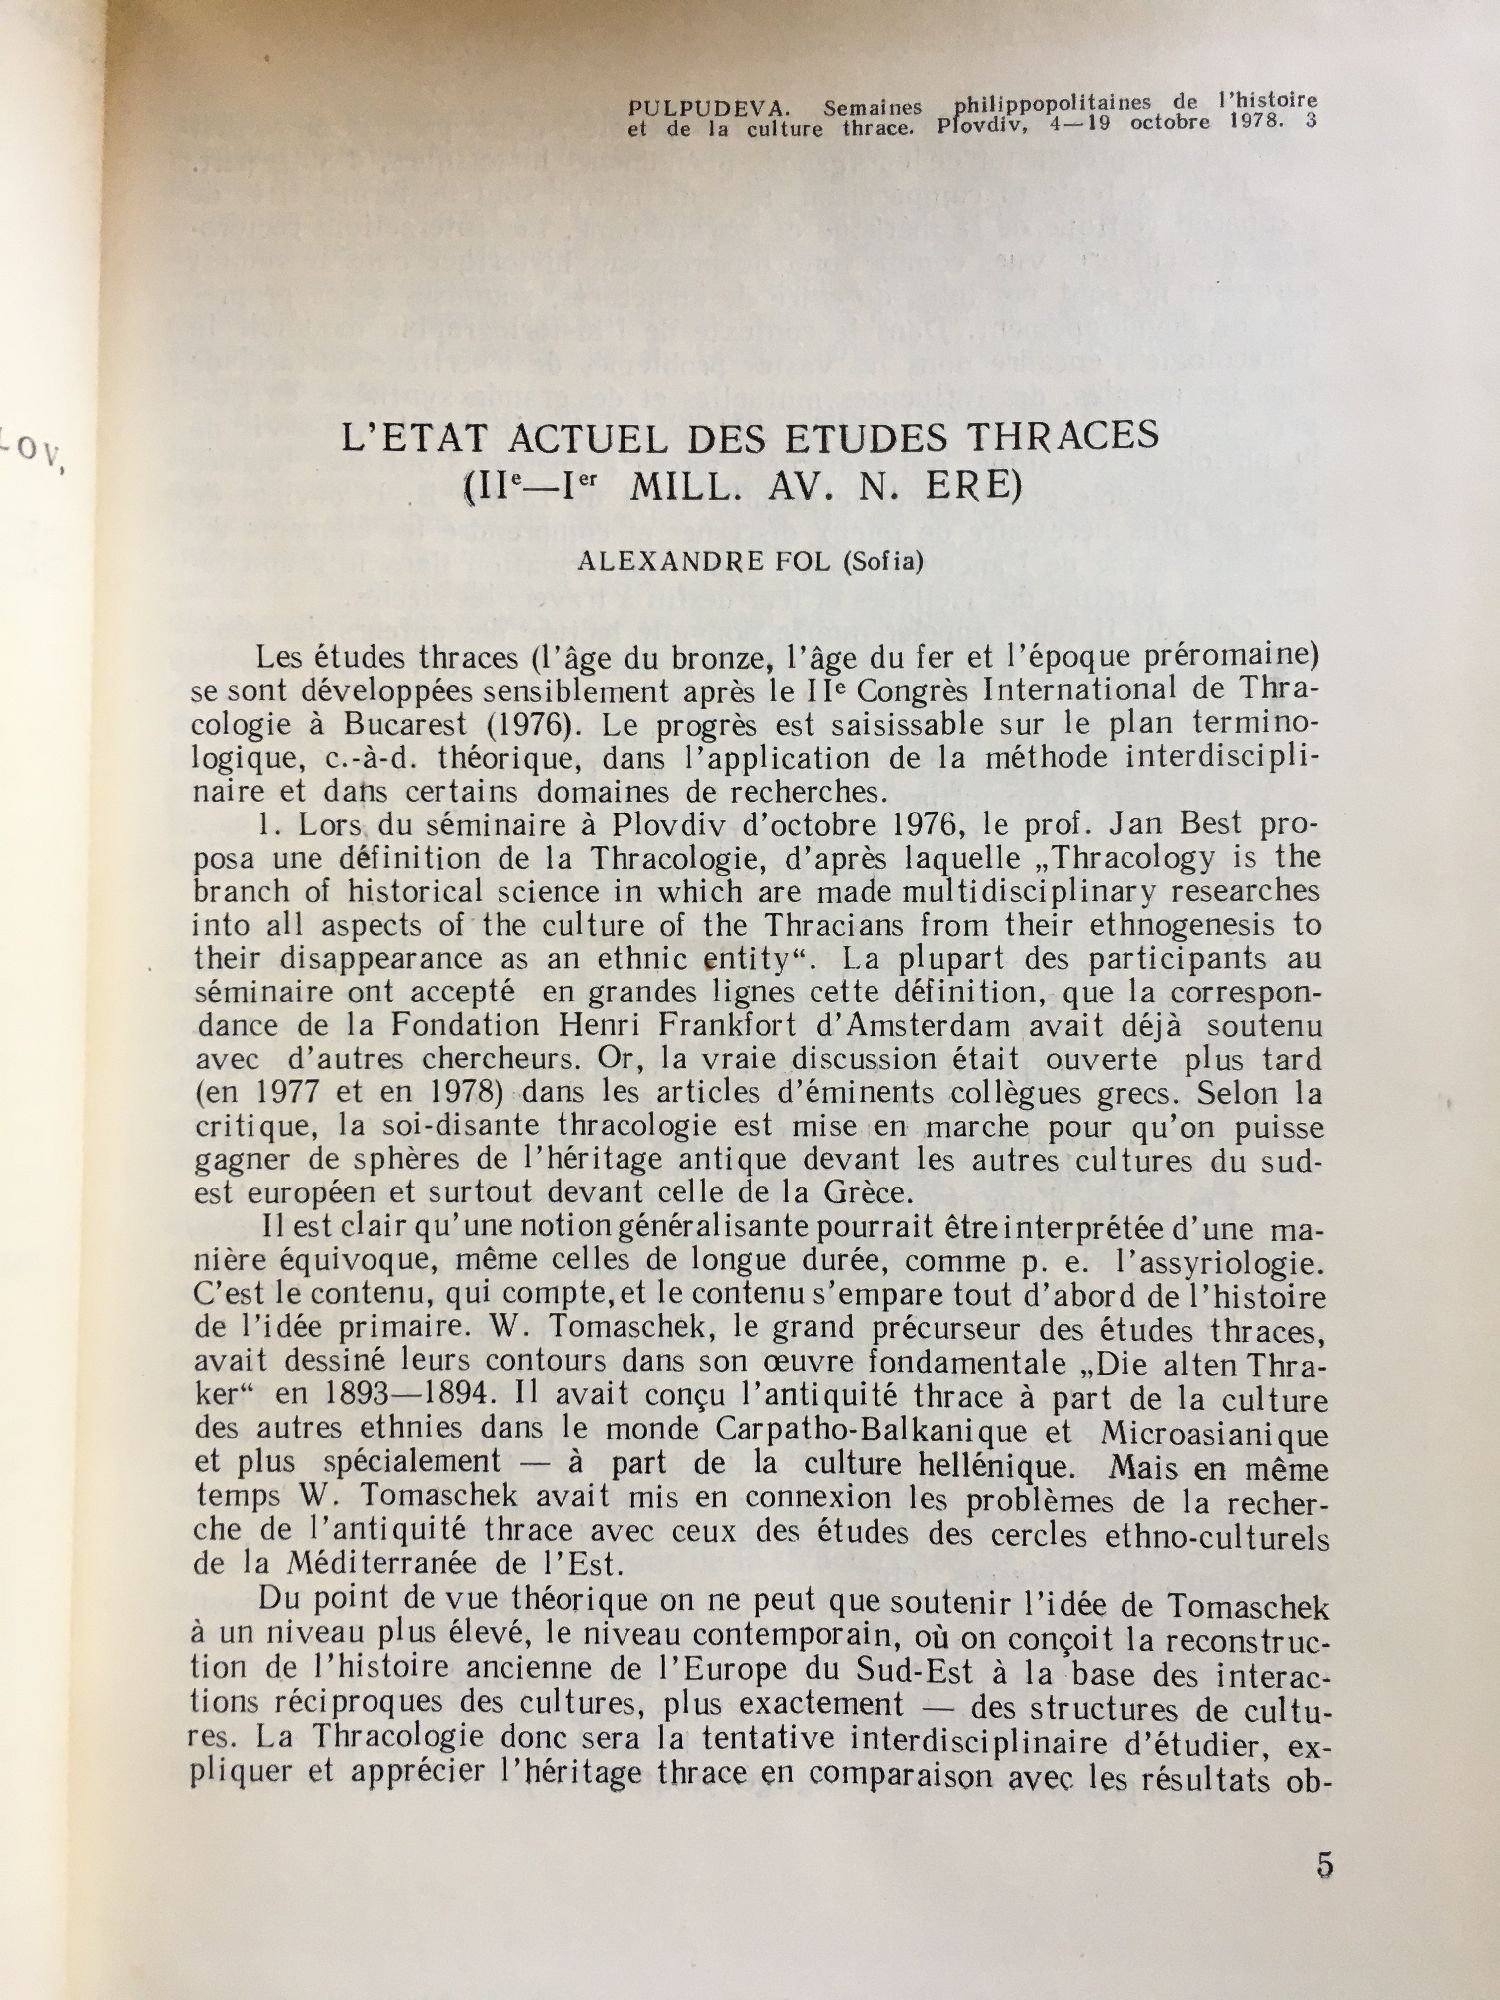 LOV,
PULPUDEVA. Semaines philippopolitaines de l'histoire
et de la culture thrace. Plovdiv, 4—19 octobre 1978. 3
L'ETAT ACTUEL DES ETUDES THRACES
(IIe—Ier MILL. AV. N. ERE)
ALEXANDRE FOL (Sofia)
Les études thraces (l'âge du bronze, l'âge du fer et l'époque préromaine)
se sont développées sensiblement après le IIe Congrès International de Thra-
cologie à Bucarest (1976). Le progrès est saisissable sur le plan termino-
logique, c.-à-d. théorique, dans l'application de la méthode interdiscipli-
naire et dans certains domaines de recherches.
1. Lors du séminaire à Plovdiv d'octobre 1976, le prof. Jan Best pro-
posa une définition de la Thracologie, d'après laquelle „Thracology is the
branch of historical science in which are made multidisciplinary researches
into all aspects of the culture of the Thracians from their ethnogenesis to
their disappearance as an ethnic entity“. La plupart des participants au
séminaire ont accepté en grandes lignes cette définition, que la correspon-
dance de la Fondation Henri Frankfort d'Amsterdam avait déjà soutenu
avec d'autres chercheurs. Or, la vraie discussion était ouverte plus tard
(en 1977 et en 1978) dans les articles d'éminents collègues grecs. Selon la
critique, la soi-disante thracologie est mise en marche pour qu'on puisse
gagner de sphères de l'héritage antique devant les autres cultures du sud-
est européen et surtout devant celle de la Grèce.
Il est clair qu'une notion généralisante pourrait être interprétée d'une ma-
nière équivoque, même celles de longue durée, comme p. e. l'assyriologie.
C'est le contenu, qui compte, et le contenu s'empare tout d'abord de l'histoire
de l'idée primaire. W. Tomaschek, le grand précurseur des études thraces,
avait dessiné leurs contours dans son œuvre fondamentale „Die alten Thra-
ker“ en 1893—1894. Il avait conçu l'antiquité thrace à part de la culture
des autres ethnies dans le monde Carpatho-Balkanique et Microasianique
et plus spécialement — à part de la culture hellénique. Mais en même
temps W. Tomaschek avait mis en connexion les problèmes de la recher-
che de l'antiquité thrace avec ceux des études des cercles ethno-culturels
de la Méditerranée de l'Est.
Du point de vue théorique on ne peut que soutenir l'idée de Tomaschek
à un niveau plus élevé, le niveau contemporain, où on conçoit la reconstruc-
tion de l'histoire ancienne de l'Europe du Sud-Est à la base des interac-
tions réciproques des cultures, plus exactement — des structures de cultu-
res. La Thracologie donc sera la tentative interdisciplinaire d'étudier, ex-
pliquer et apprécier l'héritage thrace en comparaison avec les résultats ob-
5